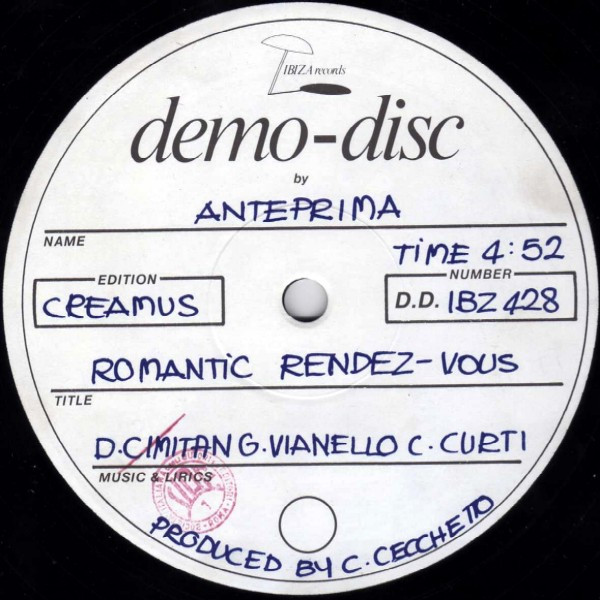 IBIZA records
demo-disc
by
ANTEPRIMA
NAME
TIME 4:52
EDITION
CREAMUS
NUMBER
D.D. IBZ 428
ROMANTIC RENDEZ-VOUS
TITLE
D. CIMITAN G. VIANELLO C. CURTI
MUSIC & LIRICS
PRODUCED BY C. CECCHETTO